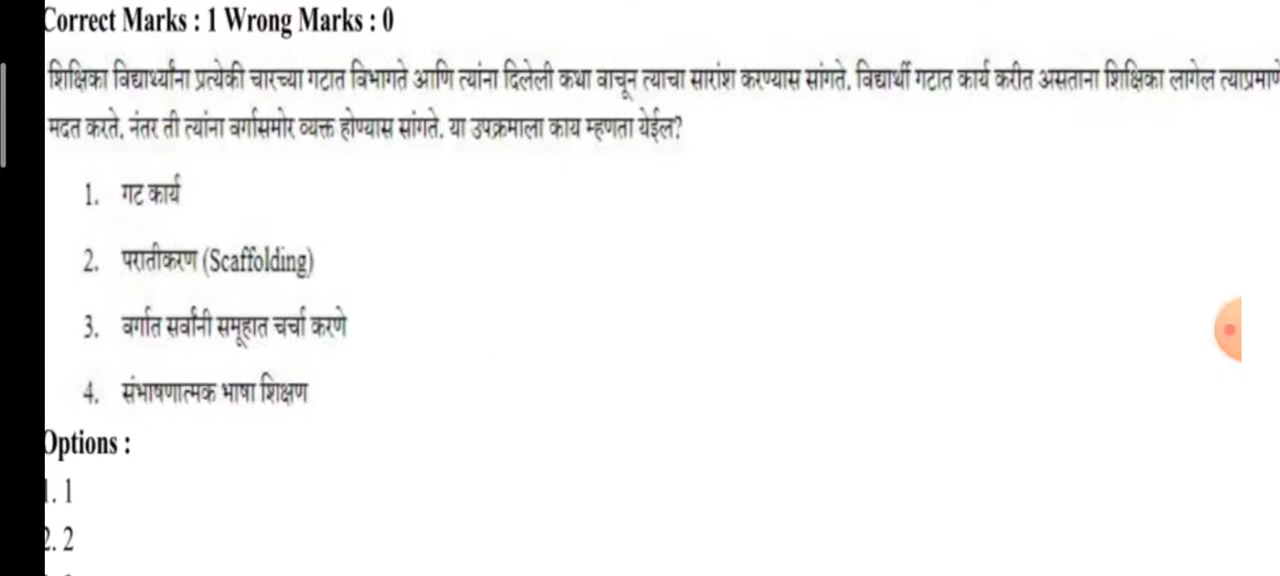 Correct Marks : 1 Wrong Marks : 0
शिक्षिका विद्यार्थ्यांना प्रत्येकी चारच्या गटात विभागते आणि त्यांना दिलेली कथा वाचून त्याचा सारांश करण्यास सांगते. विद्यार्थी गटात कार्य करीत असताना शिक्षिका लागेल त्याप्रमाणे
मदत करते. नंतर ती त्यांना वर्गासमोर व्यक्त होण्यास सांगते. या उपक्रमाला काय म्हणता येईल?
1. गट कार्य
2. परातीकरण (Scaffolding)
3. वर्गात सर्वांनी समूहात चर्चा करणे
4. संभाषणात्मक भाषा शिक्षण
Options :
1. 1
2. 2